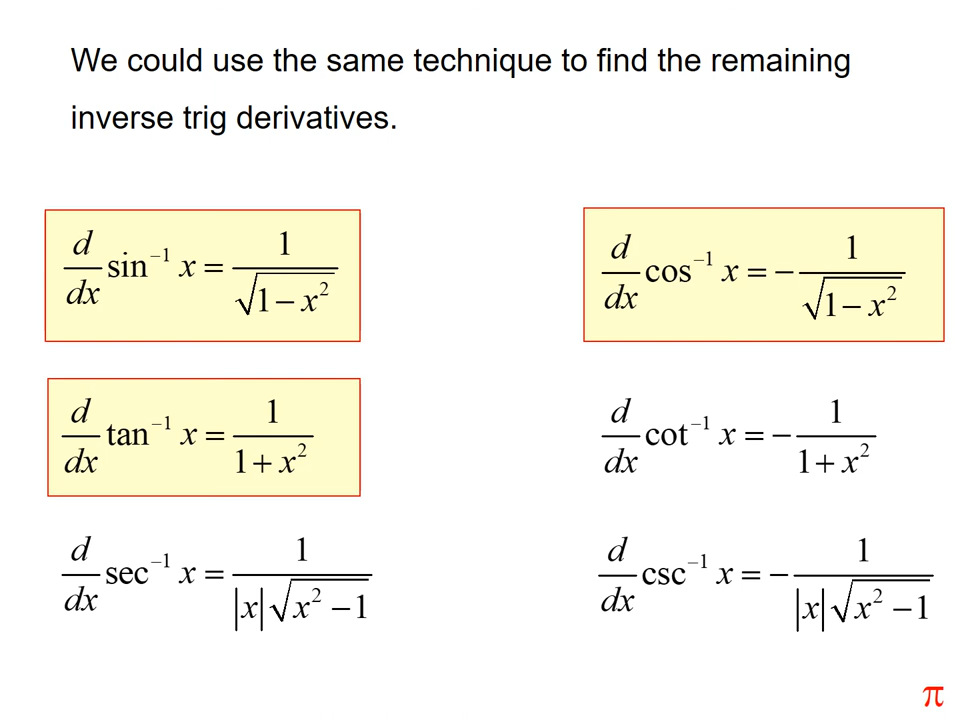 We could use the same technique to find the remaining
inverse trig derivatives.
d/dx sin⁻¹ x = 1/√(1 − x²)
d/dx cos⁻¹ x = − 1/√(1 − x²)
d/dx tan⁻¹ x = 1/(1 + x²)
d/dx cot⁻¹ x = − 1/(1 + x²)
d/dx sec⁻¹ x = 1/(|x|√(x² − 1))
d/dx csc⁻¹ x = − 1/(|x|√(x² − 1))
π